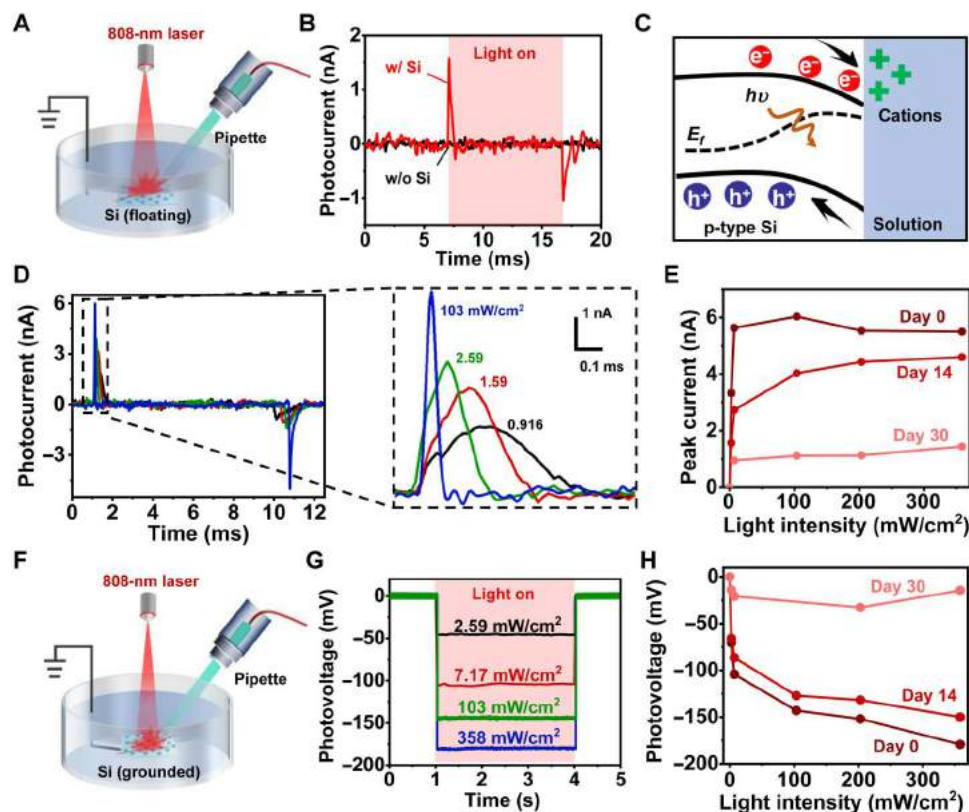 A
808-nm laser
Pipette
Si (floating)
B
Photocurrent (nA)
2
1
0
−1
w/ Si
Light on
w/o Si
0 5 10 15 20
Time (ms)
C
e⁻ e⁻ e⁻
hυ
E_f
Cations
h⁺ h⁺ h⁺
p-type Si
Solution
D
Photocurrent (nA)
6
3
0
−3
0 2 4 6 8 10 12
Time (ms)
103 mW/cm²
1 nA
0.1 ms
2.59
1.59
0.916
E
Peak current (nA)
6
4
2
0
Day 0
Day 14
Day 30
0 100 200 300
Light intensity (mW/cm²)
F
808-nm laser
Pipette
Si (grounded)
G
Photovoltage (mV)
0
−50
−100
−150
−200
Light on
2.59 mW/cm²
7.17 mW/cm²
103 mW/cm²
358 mW/cm²
0 1 2 3 4 5
Time (s)
H
Photovoltage (mV)
0
−50
−100
−150
−200
Day 30
Day 14
Day 0
0 100 200 300
Light intensity (mW/cm²)